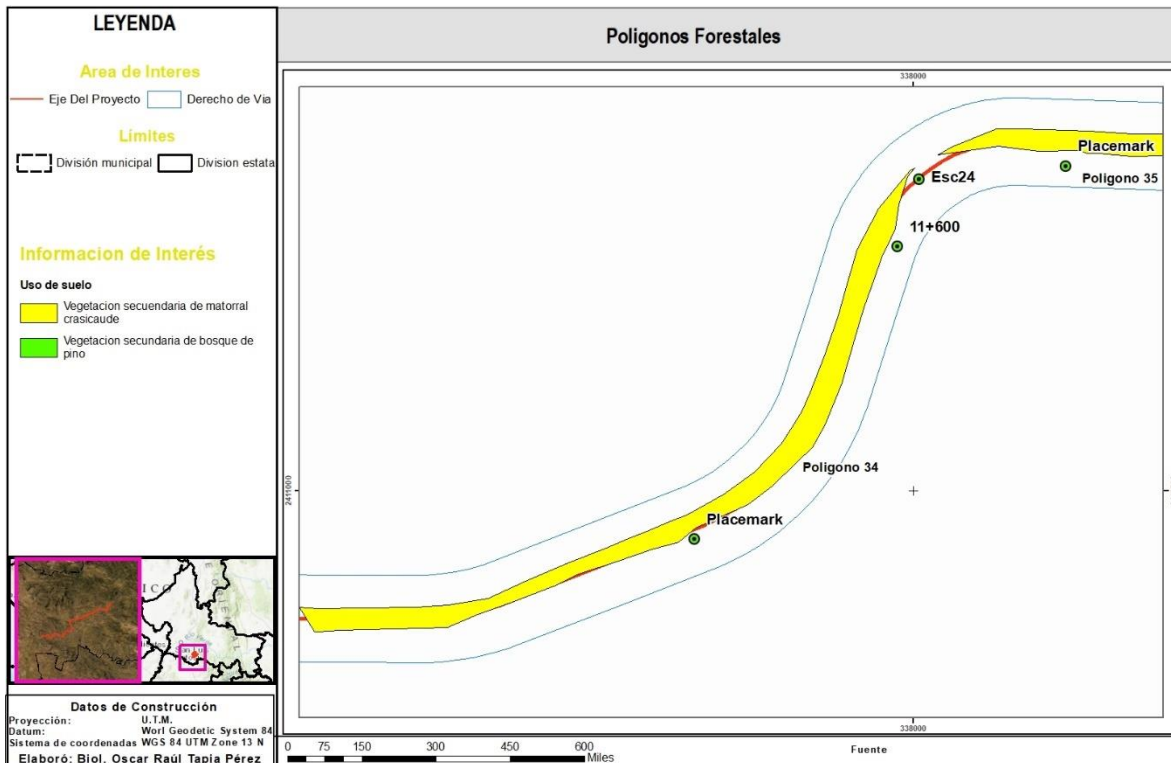 LEYENDA
Poligonos Forestales
Area de Interes
Eje Del Proyecto
Derecho de Via
Límites
División municipal
Division estata
Informacion de Interés
Uso de suelo
Vegetacion secuendaria de matorral
crasicaude
Vegetacion secundaria de bosque de
pino
338000
Placemark
Poligono 35
Esc24
11+600
Poligono 34
2411000
Placemark
338000
Datos de Construcción
Proyección: U.T.M.
Datum: Worl Geodetic System 84
Sistema de coordenadas WGS 84 UTM Zone 13 N
Elaboró: Biol. Oscar Raúl Tapia Pérez
0 75 150 300 450 600
Miles
Fuente